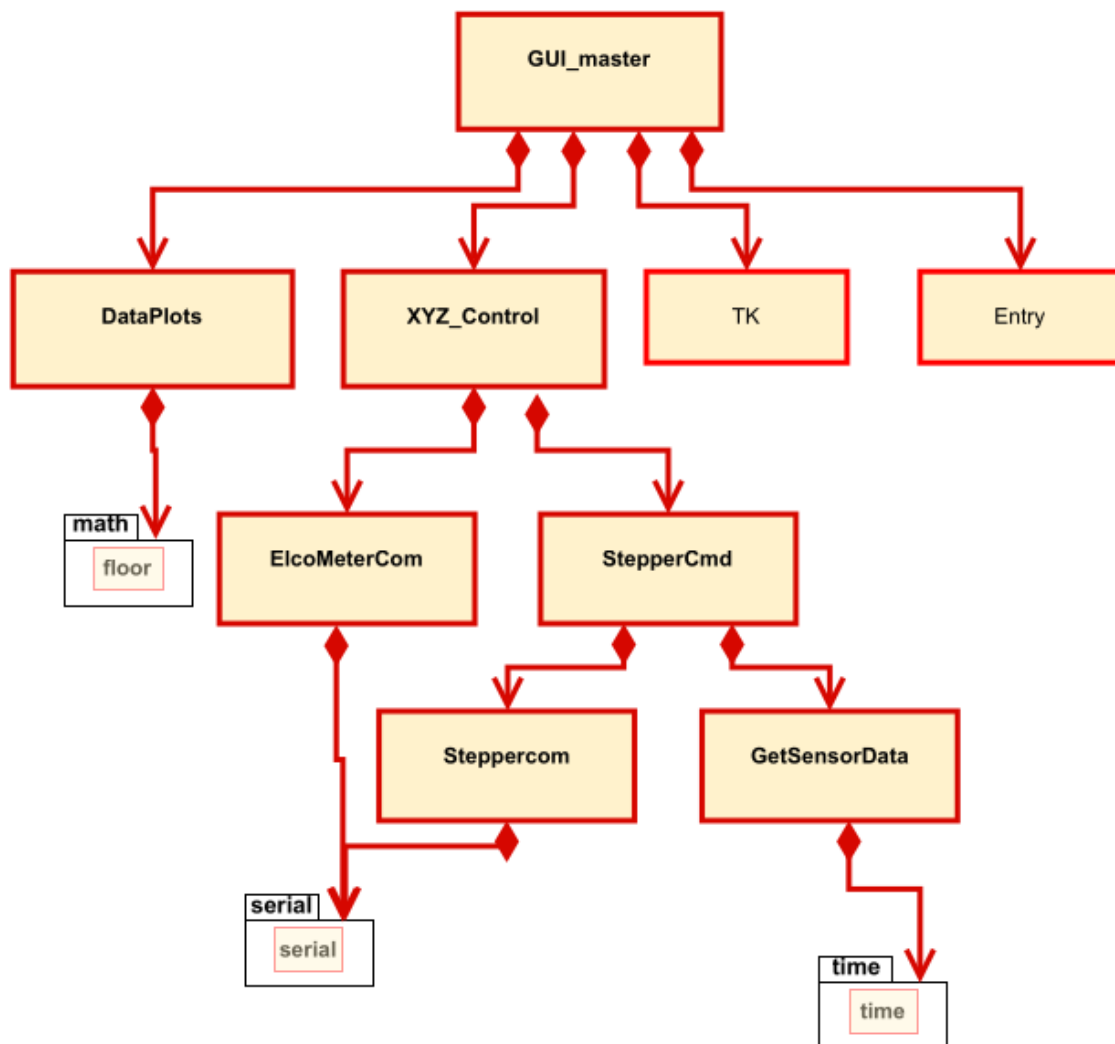 GUI_master
DataPlots
XYZ_Control
TK
Entry
math
floor
ElcoMeterCom
StepperCmd
Steppercom
GetSensorData
serial
serial
time
time